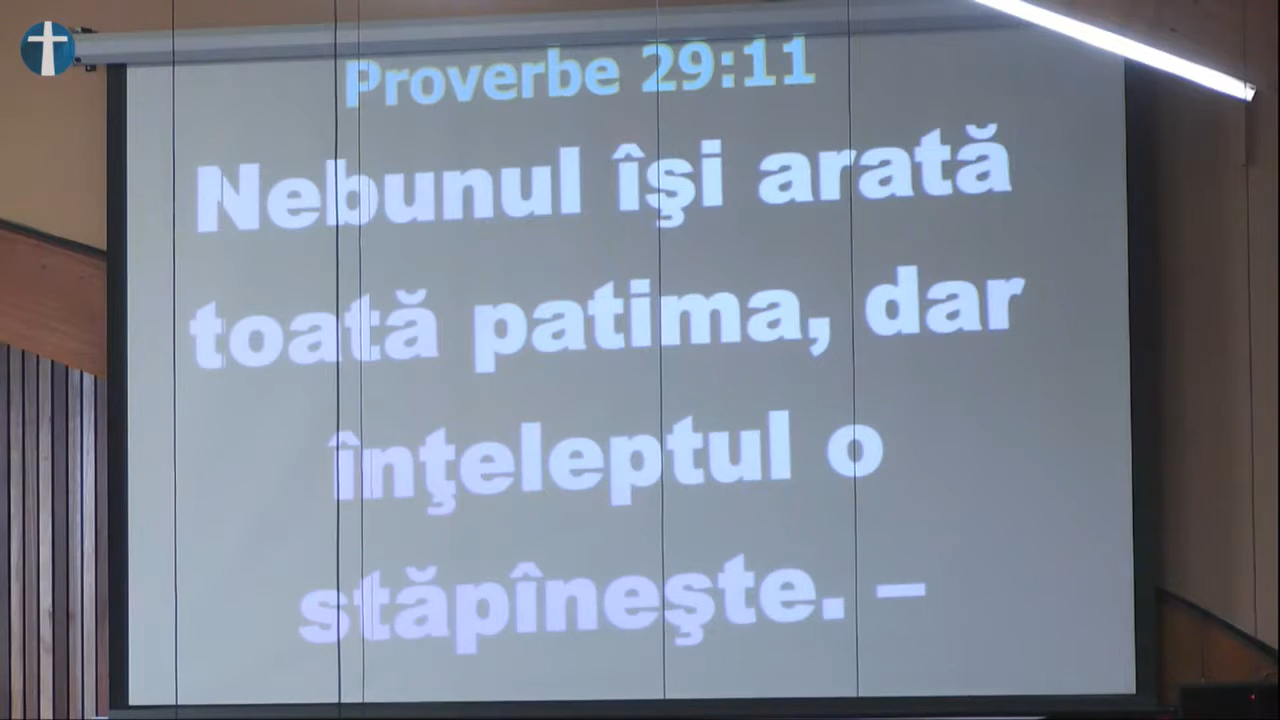 Proverbe 29:11
Nebunul îşi arată
toată patima, dar
înţeleptul o
stăpîneşte. –